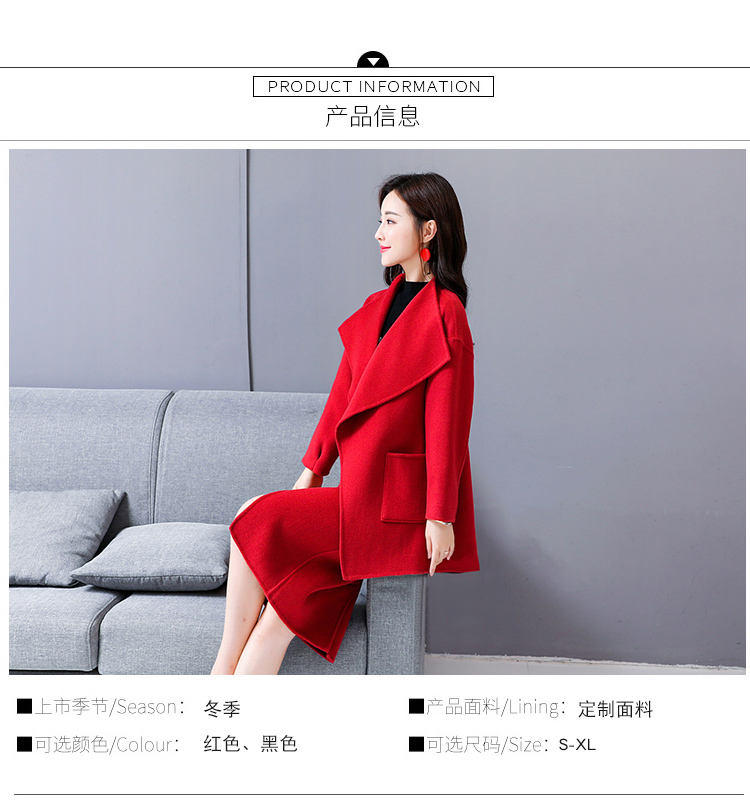 PRODUCT INFORMATION
产品信息
■上市季节/Season: 冬季
■产品面料/Lining: 定制面料
■可选颜色/Colour: 红色、黑色
■可选尺码/Size: S-XL